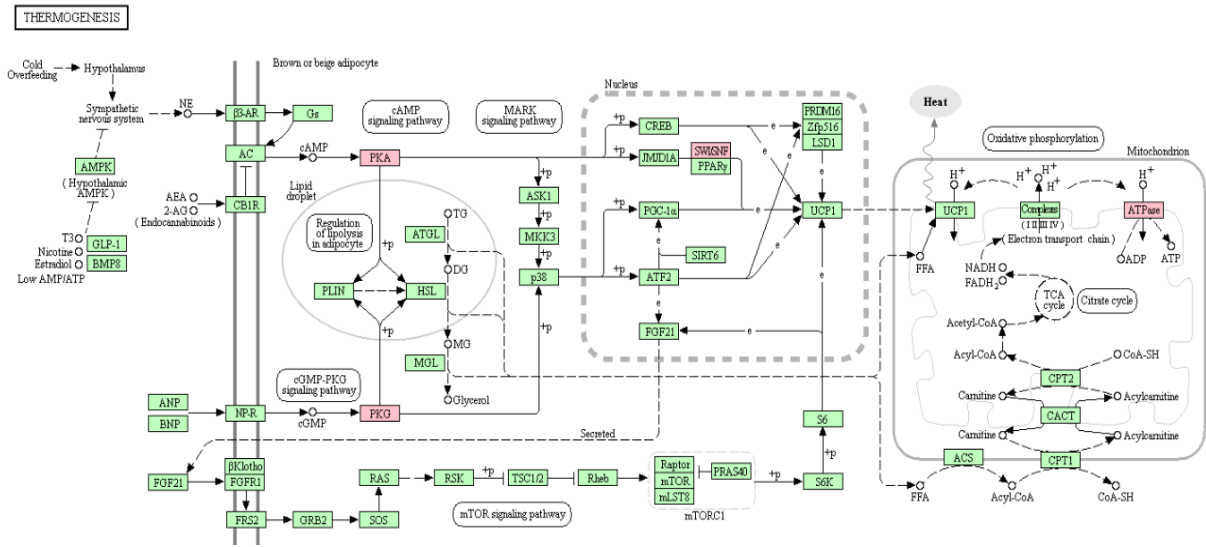 THERMOGENESIS
Cold
Overfeeding
Hypothalamus
Sympathetic
nervous system
AMPK
( Hypothalamic
AMPK )
T3
Nicotine
Estradiol
Low AMP/ATP
GLP-1
BMP8
NE
AEA
2-AG
( Endocannabinoids )
Brown or beige adipocyte
β3-AR
Gs
AC
CB1R
cAMP
PKA
cAMP
signaling pathway
MARK
signaling pathway
Lipid
droplet
Regulation
of lipolysis
in adipocyte
+p
PLIN
HSL
+p
ATGL
TG
DG
MG
MGL
Glycerol
+p
ASK1
+p
MKK3
+p
p38
+p
cGMP-PKG
signaling pathway
ANP
BNP
NP-R
cGMP
PKG
Nucleus
+p
CREB
+p
JMJD1A
SWI/SNF
PPARγ
+p
PGC-1α
SIRT6
+p
ATF2
e
e
e
e
e
e
e
e
e
FGF21
PRDM16
Zfp516
LSD1
UCP1
Secreted
FGF21
βKlotho
FGFR1
FRS2
GRB2
SOS
RAS
RSK
+p
TSC1/2
Rheb
mTOR signaling pathway
Raptor
mTOR
mLST8
PRAS40
mTORC1
+p
S6K
+p
S6
Heat
Oxidative phosphorylation
Mitochondrion
H+
H+
H+
H+
UCP1
Complexes
( I II III IV )
( Electron transport chain )
ATPase
ADP
ATP
FFA
NADH
FADH2
TCA
cycle
Citrate cycle
Acetyl-CoA
Acyl-CoA
CoA-SH
CPT2
Carnitine
Acylcarnitine
CACT
Carnitine
Acylcarnitine
ACS
CPT1
FFA
Acyl-CoA
CoA-SH